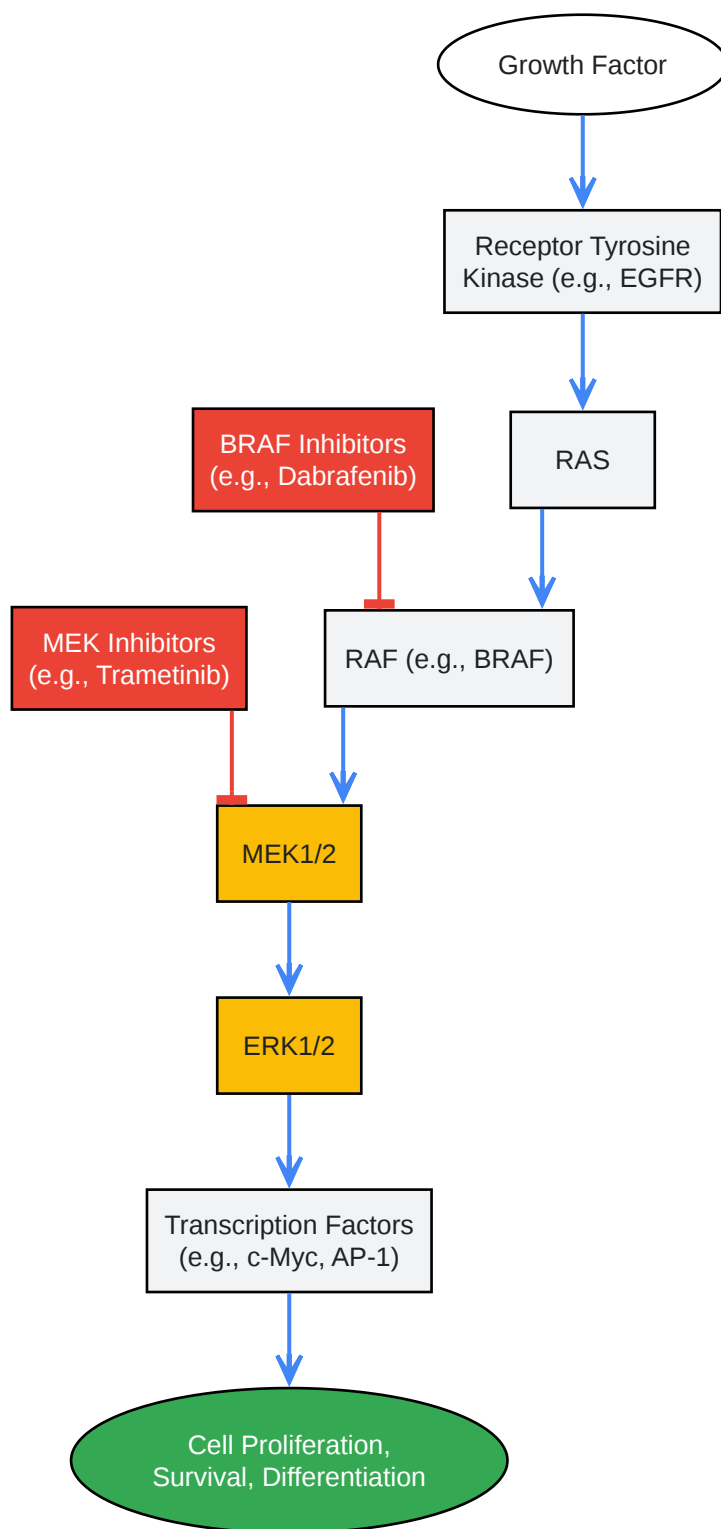 Growth Factor
Receptor Tyrosine
Kinase (e.g., EGFR)
BRAF Inhibitors
(e.g., Dabrafenib)
RAS
MEK Inhibitors
(e.g., Trametinib)
RAF (e.g., BRAF)
MEK1/2
ERK1/2
Transcription Factors
(e.g., c-Myc, AP-1)
Cell Proliferation,
Survival, Differentiation